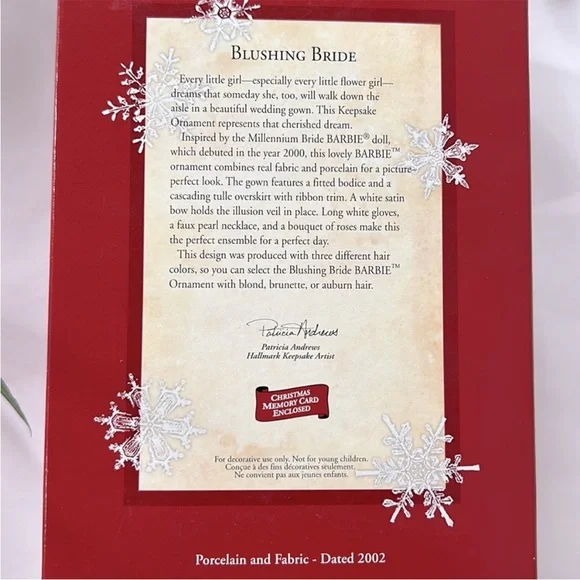 BLUSHING BRIDE
Every little girl—especially every little flower girl—
dreams that someday she, too, will walk down the
aisle in a beautiful wedding gown. This Keepsake
Ornament represents that cherished dream.
Inspired by the Millennium Bride BARBIE® doll,
which debuted in the year 2000, this lovely BARBIE™
ornament combines real fabric and porcelain for a picture-
perfect look. The gown features a fitted bodice and a
cascading tulle overskirt with ribbon trim. A white satin
bow holds the illusion veil in place. Long white gloves,
a faux pearl necklace, and a bouquet of roses make this
the perfect ensemble for a perfect day.
This design was produced with three different hair
colors, so you can select the Blushing Bride BARBIE™
Ornament with blond, brunette, or auburn hair.
Patricia Andrews
Patricia Andrews
Hallmark Keepsake Artist
CHRISTMAS
MEMORY CARD
ENCLOSED
For decorative use only. Not for young children.
Conçue à des fins décoratives seulement.
Ne convient pas aux jeunes enfants.
Porcelain and Fabric - Dated 2002